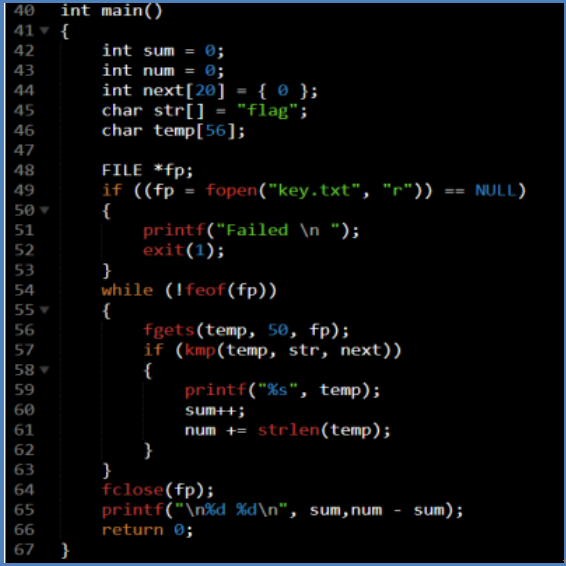 40 int main()
41 {
42 int sum = 0;
43 int num = 0;
44 int next[20] = { 0 };
45 char str[] = "flag";
46 char temp[56];
47
48 FILE *fp;
49 if ((fp = fopen("key.txt", "r")) == NULL)
50 {
51 printf("Failed \n ");
52 exit(1);
53 }
54 while (!feof(fp))
55 {
56 fgets(temp, 50, fp);
57 if (kmp(temp, str, next))
58 {
59 printf("%s", temp);
60 sum++;
61 num += strlen(temp);
62 }
63 }
64 fclose(fp);
65 printf("\n%d %d\n", sum,num - sum);
66 return 0;
67 }